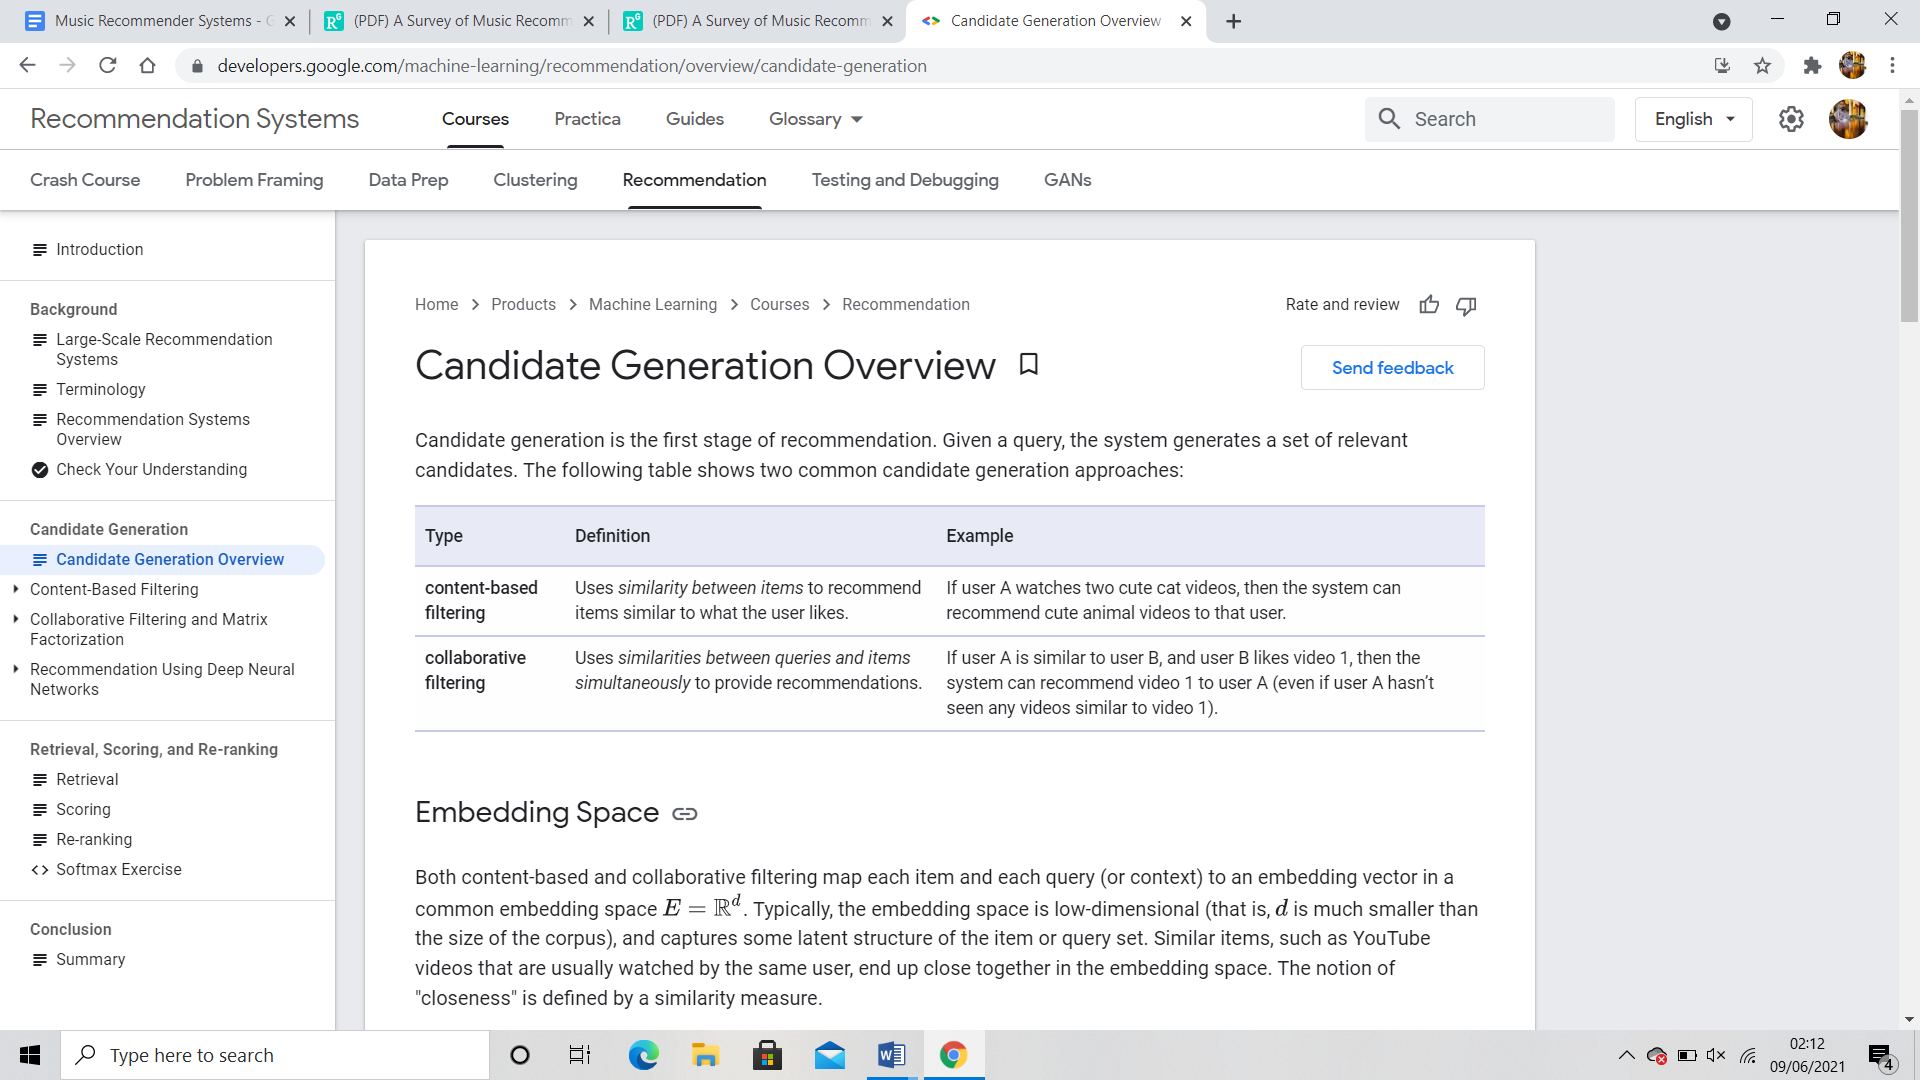 Music Recommender Systems - G
(PDF) A Survey of Music Recomm
(PDF) A Survey of Music Recomm
Candidate Generation Overview
developers.google.com/machine-learning/recommendation/overview/candidate-generation
Recommendation Systems
Courses
Practica
Guides
Glossary
Search
English
Crash Course
Problem Framing
Data Prep
Clustering
Recommendation
Testing and Debugging
GANs
Introduction
Background
Large-Scale Recommendation
Systems
Terminology
Recommendation Systems
Overview
Check Your Understanding
Candidate Generation
Candidate Generation Overview
Content-Based Filtering
Collaborative Filtering and Matrix
Factorization
Recommendation Using Deep Neural
Networks
Retrieval, Scoring, and Re-ranking
Retrieval
Scoring
Re-ranking
Softmax Exercise
Conclusion
Summary
Home > Products > Machine Learning > Courses > Recommendation
Rate and review
Candidate Generation Overview
Send feedback
Candidate generation is the first stage of recommendation. Given a query, the system generates a set of relevant
candidates. The following table shows two common candidate generation approaches:
Type Definition Example
content-based Uses similarity between items to recommend If user A watches two cute cat videos, then the system can
filtering items similar to what the user likes. recommend cute animal videos to that user.
collaborative Uses similarities between queries and items If user A is similar to user B, and user B likes video 1, then the
filtering simultaneously to provide recommendations. system can recommend video 1 to user A (even if user A hasn’t
seen any videos similar to video 1).
Embedding Space
Both content-based and collaborative filtering map each item and each query (or context) to an embedding vector in a
common embedding space E = ℝᵈ. Typically, the embedding space is low-dimensional (that is, d is much smaller than
the size of the corpus), and captures some latent structure of the item or query set. Similar items, such as YouTube
videos that are usually watched by the same user, end up close together in the embedding space. The notion of
"closeness" is defined by a similarity measure.
Type here to search
02:12
09/06/2021
4